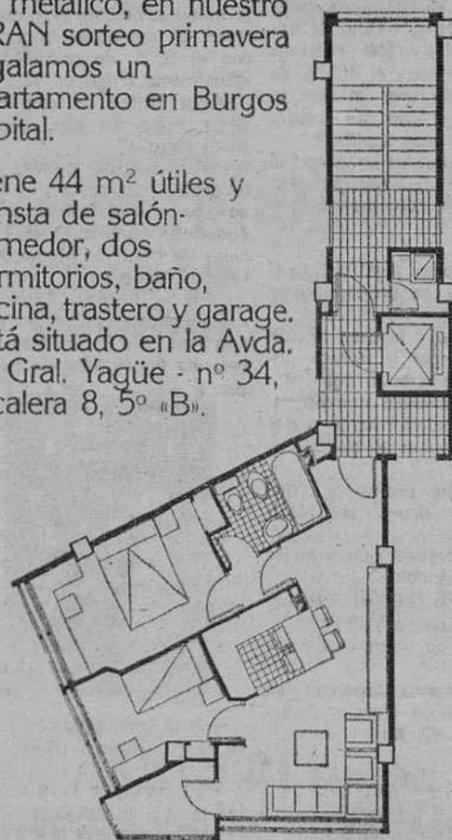 metálico, en nuestro
RAN sorteo primavera
galamos un
artamento en Burgos
pital.
ene 44 m² útiles y
nsta de salón-
medor, dos
rmitorios, baño,
cina, trastero y garage.
tá situado en la Avda.
Gral. Yagüe - nº 34,
calera 8, 5º «B».